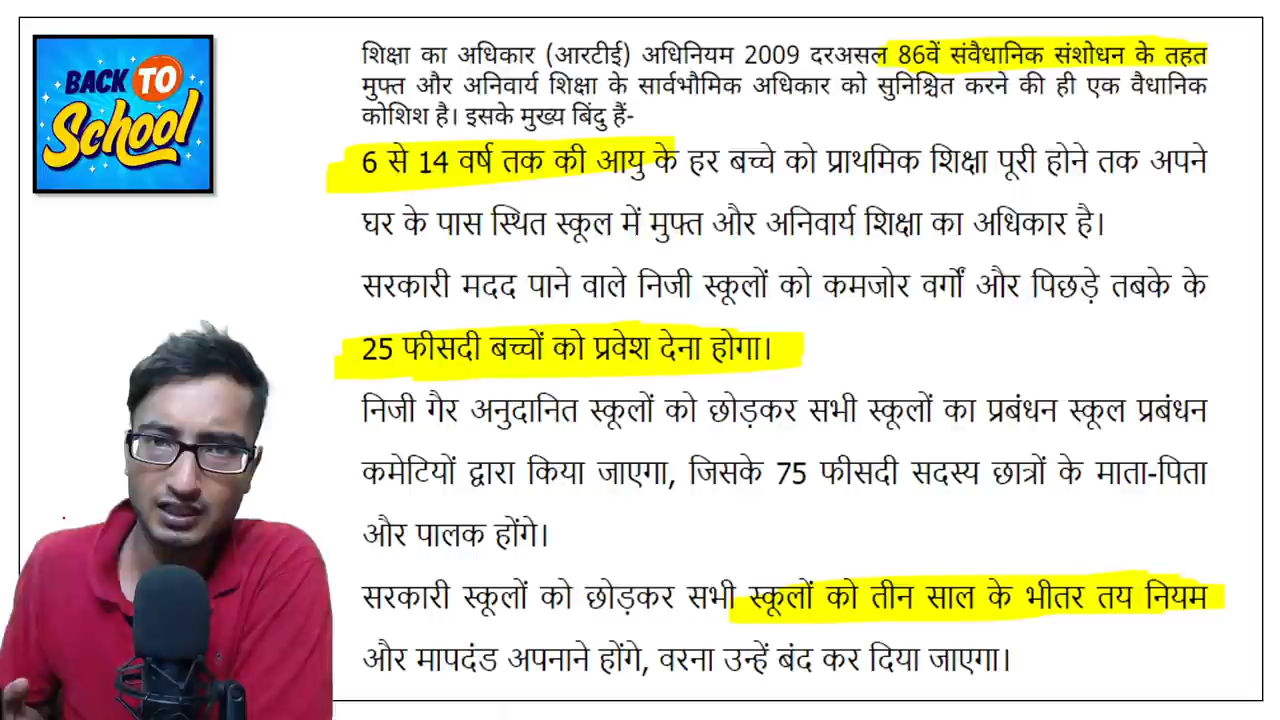 BACK TO
School
शिक्षा का अधिकार (आरटीई) अधिनियम 2009 दरअसल 86वें संवैधानिक संशोधन के तहत
मुफ्त और अनिवार्य शिक्षा के सार्वभौमिक अधिकार को सुनिश्चित करने की ही एक वैधानिक
कोशिश है। इसके मुख्य बिंदु हैं-
6 से 14 वर्ष तक की आयु के हर बच्चे को प्राथमिक शिक्षा पूरी होने तक अपने
घर के पास स्थित स्कूल में मुफ्त और अनिवार्य शिक्षा का अधिकार है।
सरकारी मदद पाने वाले निजी स्कूलों को कमजोर वर्गों और पिछड़े तबके के
25 फीसदी बच्चों को प्रवेश देना होगा।
निजी गैर अनुदानित स्कूलों को छोड़कर सभी स्कूलों का प्रबंधन स्कूल प्रबंधन
कमेटियों द्वारा किया जाएगा, जिसके 75 फीसदी सदस्य छात्रों के माता-पिता
और पालक होंगे।
सरकारी स्कूलों को छोड़कर सभी स्कूलों को तीन साल के भीतर तय नियम
और मापदंड अपनाने होंगे, वरना उन्हें बंद कर दिया जाएगा।